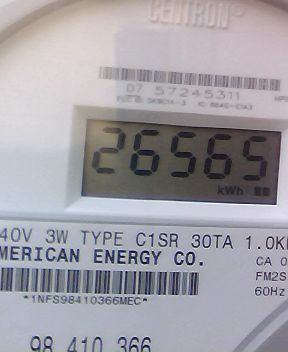 CENTRON®
07 57245311
26565
kWh
40V 3W TYPE C1SR 30TA 1.0K
MERICAN ENERGY CO.
CA 0
FM2S
60Hz
*1NFS98410366MEC*
98 410 366